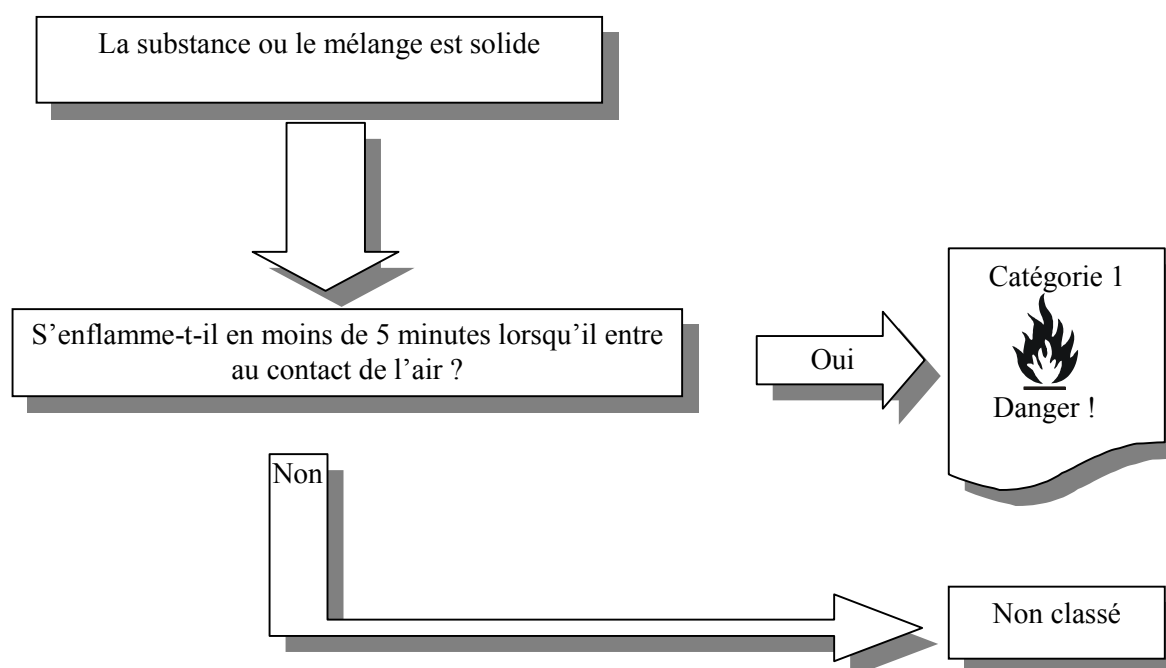 La substance ou le mélange est solide
S’enflamme-t-il en moins de 5 minutes lorsqu’il entre
au contact de l’air ?
Oui
Catégorie 1
Danger !
Non
Non classé